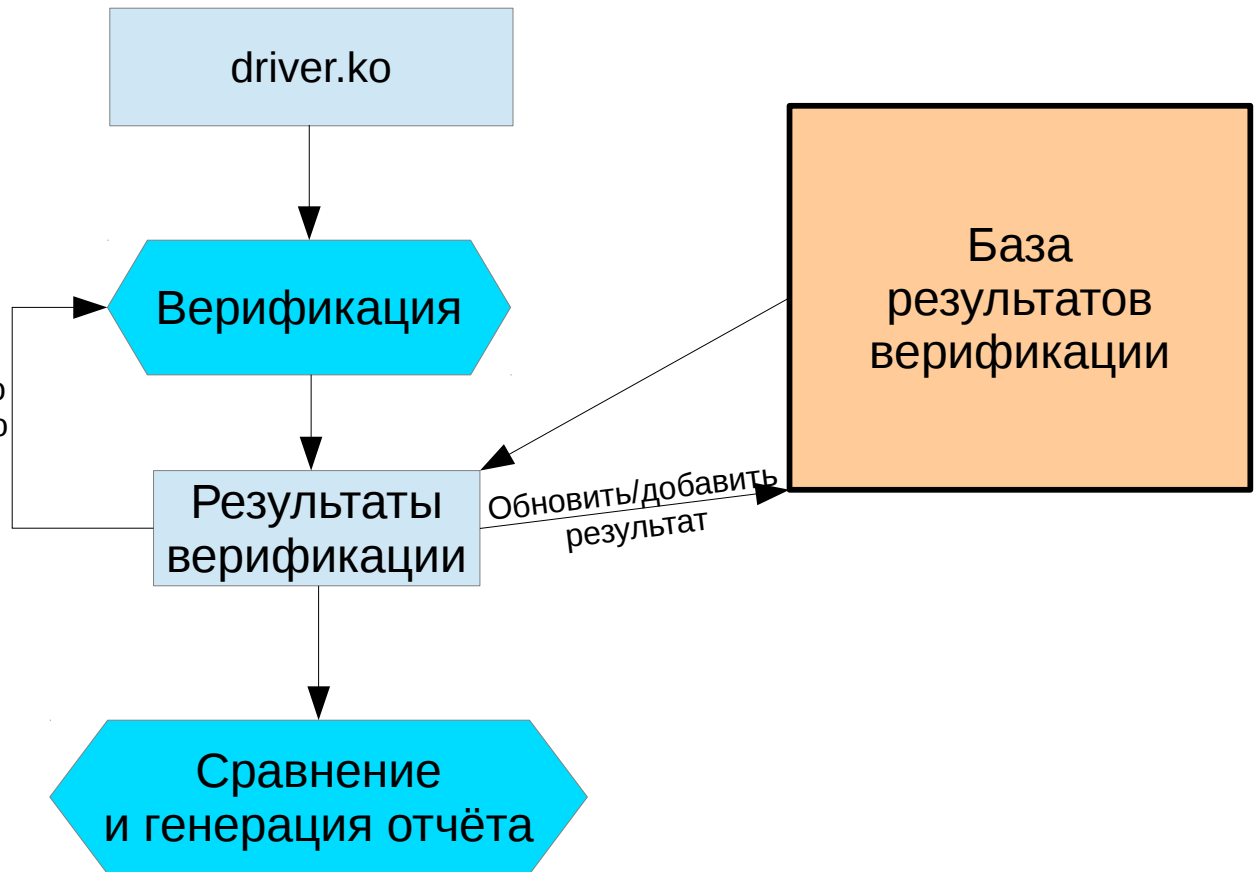 driver.ko
База
результатов
верификации
Верификация
Обновить/добавить
результат
Результаты
верификации
Сравнение
и генерация отчёта